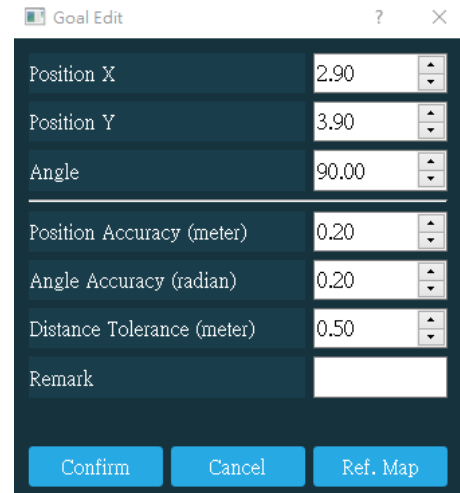 Goal Edit ? ×
Position X 2.90
Position Y 3.90
Angle 90.00
Position Accuracy (meter) 0.20
Angle Accuracy (radian) 0.20
Distance Tolerance (meter) 0.50
Remark
Confirm Cancel Ref. Map